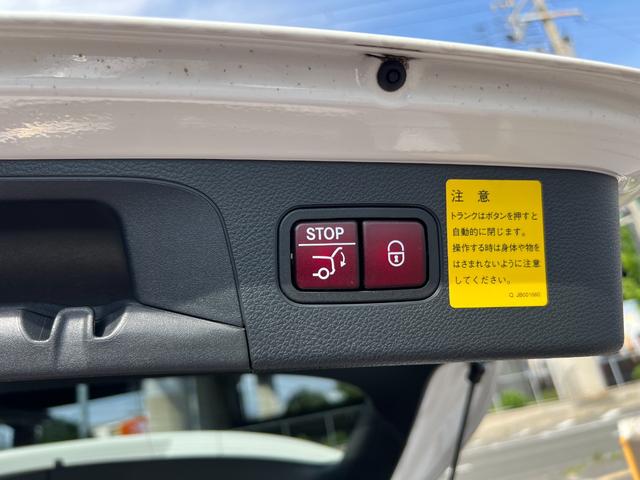 STOP
注意
トランクはボタンを押すと
自動的に閉じます。
操作する時は身体や物を
はさまれないように注意
してください。